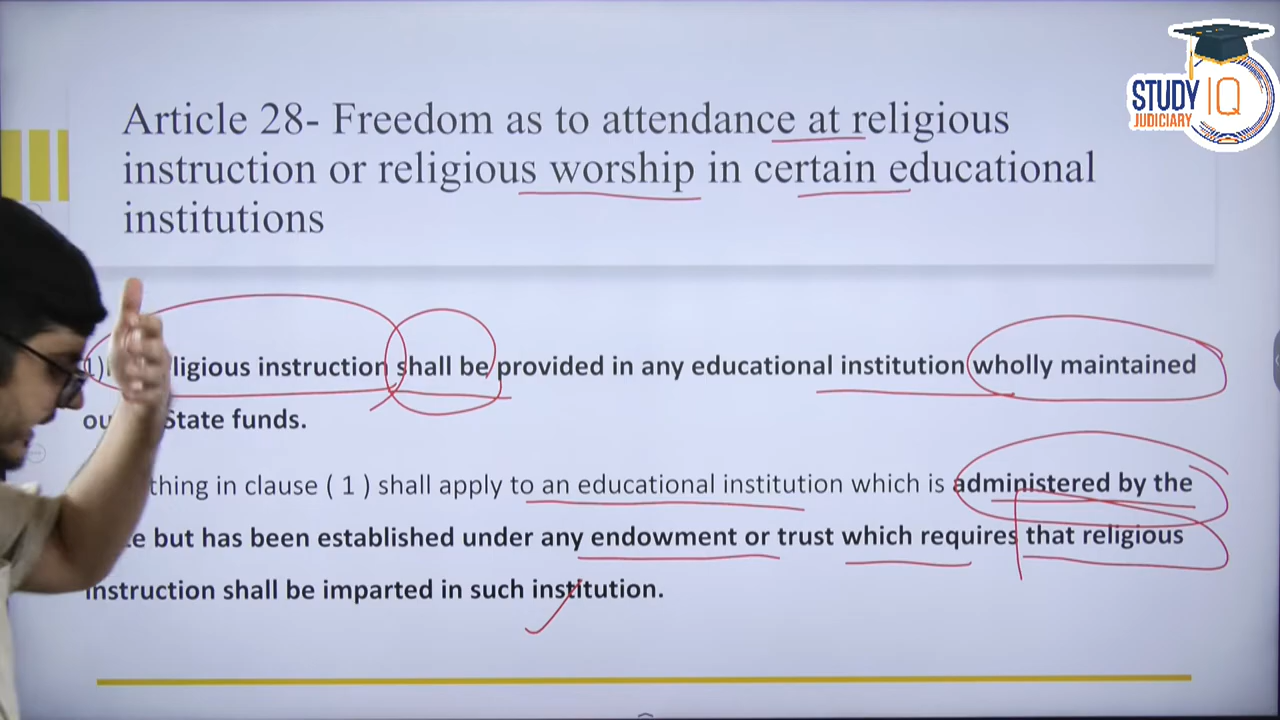 STUDY IQ
JUDICIARY
Article 28- Freedom as to attendance at religious
instruction or religious worship in certain educational
institutions
1) ligious instruction shall be provided in any educational institution wholly maintained
ou State funds.
thing in clause ( 1 ) shall apply to an educational institution which is administered by the
e but has been established under any endowment or trust which requires that religious
instruction shall be imparted in such institution.